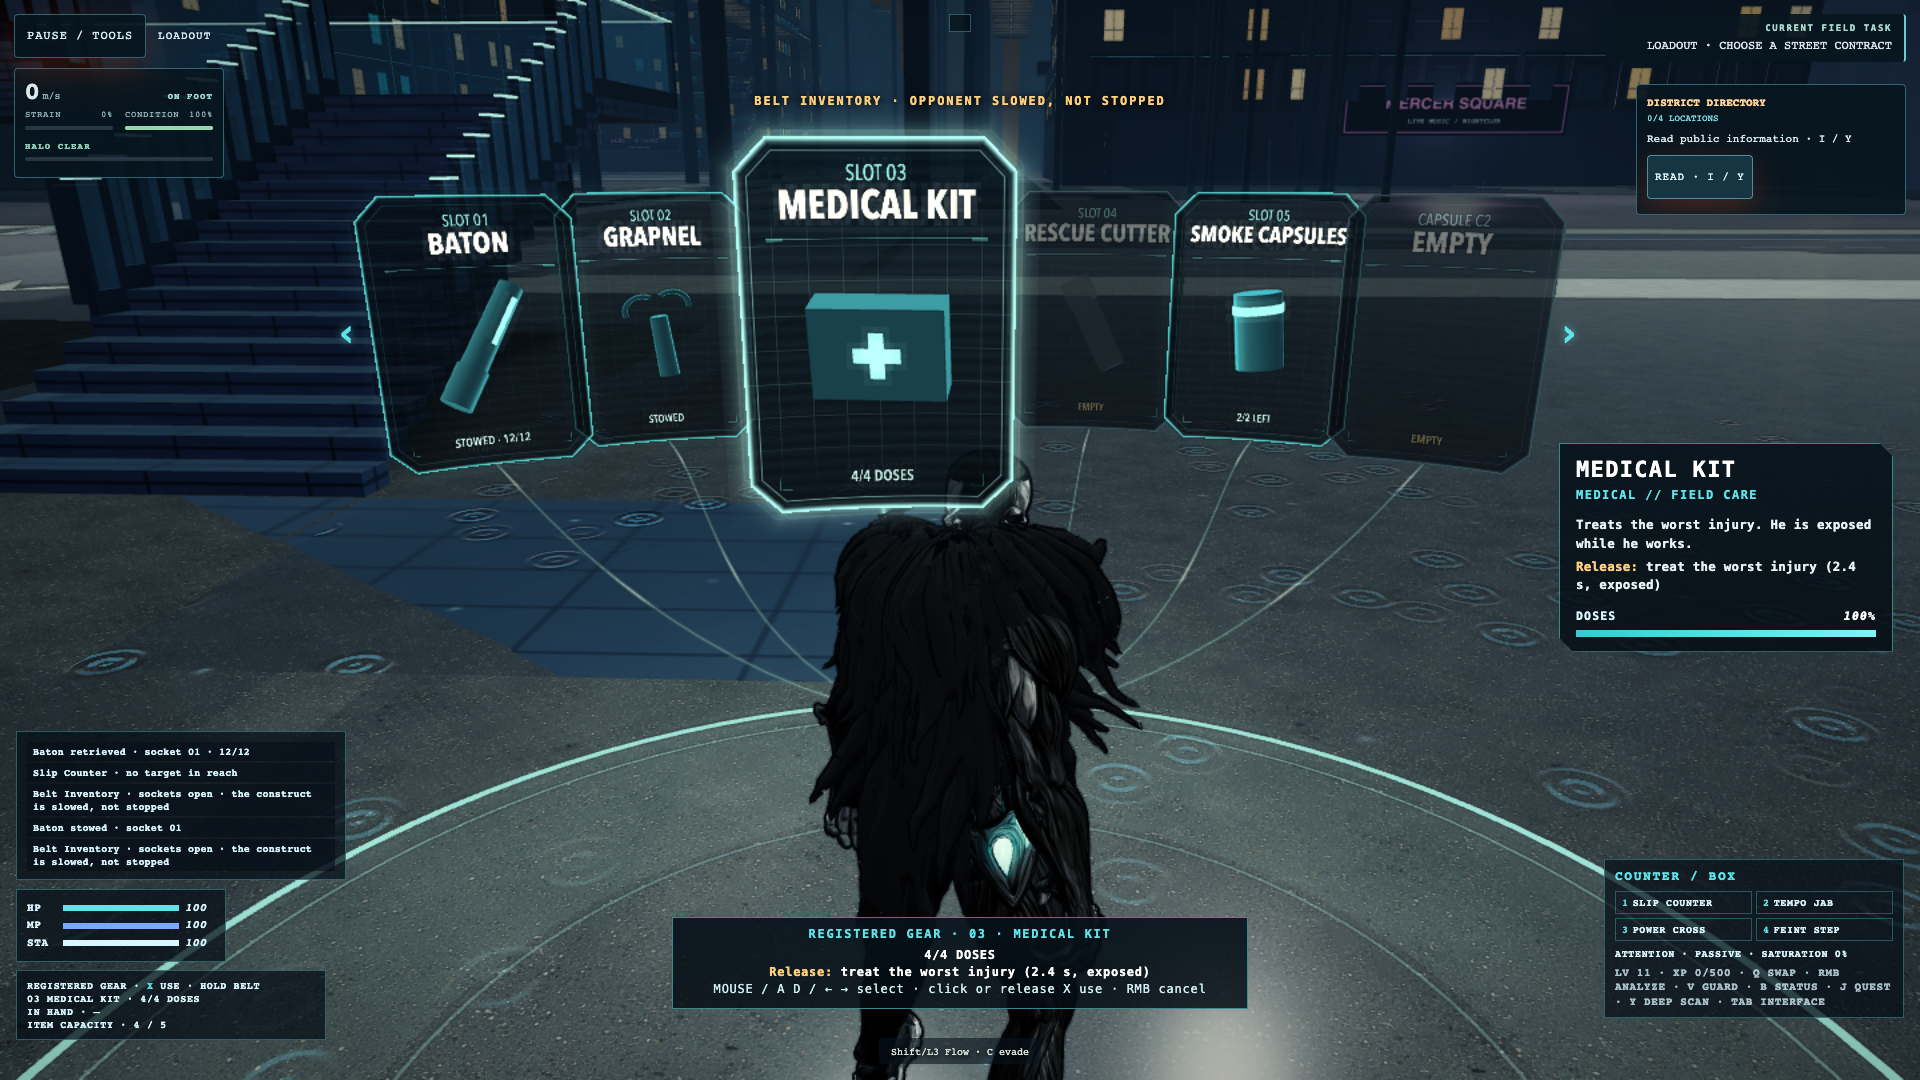 PAUSE / TOOLS
LOADOUT
0 m/s
ON FOOT
STRAIN 0%
CONDITION 100%
HALO CLEAR
BELT INVENTORY · OPPONENT SLOWED, NOT STOPPED
CURRENT FIELD TASK
LOADOUT · CHOOSE A STREET CONTRACT
DISTRICT DIRECTORY
0/4 LOCATIONS
Read public information · I / Y
READ · I / Y
ERCER SQUARE
LIVE MUSIC / NIGHTCLUB
SLOT 01
BATON
STOWED · 12/12
SLOT 02
GRAPNEL
STOWED
SLOT 03
MEDICAL KIT
4/4 DOSES
SLOT 04
RESCUE CUTTER
EMPTY
SLOT 05
SMOKE CAPSULES
2/2 LEFT
CAPSULE C2
EMPTY
EMPTY
‹
›
MEDICAL KIT
MEDICAL // FIELD CARE
Treats the worst injury. He is exposed
while he works.
Release: treat the worst injury (2.4
s, exposed)
DOSES 100%
Baton retrieved · socket 01 · 12/12
Slip Counter · no target in reach
Belt Inventory · sockets open · the construct
is slowed, not stopped
Baton stowed · socket 01
Belt Inventory · sockets open · the construct
is slowed, not stopped
HP 100
MP 100
STA 100
REGISTERED GEAR · X USE · HOLD BELT
03 MEDICAL KIT · 4/4 DOSES
IN HAND · —
ITEM CAPACITY · 4 / 5
REGISTERED GEAR · 03 · MEDICAL KIT
4/4 DOSES
Release: treat the worst injury (2.4 s, exposed)
MOUSE / A D / ← → select · click or release X use · RMB cancel
Shift/L3 Flow · C evade
COUNTER / BOX
1 SLIP COUNTER
2 TEMPO JAB
3 POWER CROSS
4 FEINT STEP
ATTENTION · PASSIVE · SATURATION 0%
LV 11 · XP 0/500 · Q SWAP · RMB
ANALYZE · V GUARD · B STATUS · J QUEST
· Y DEEP SCAN · TAB INTERFACE